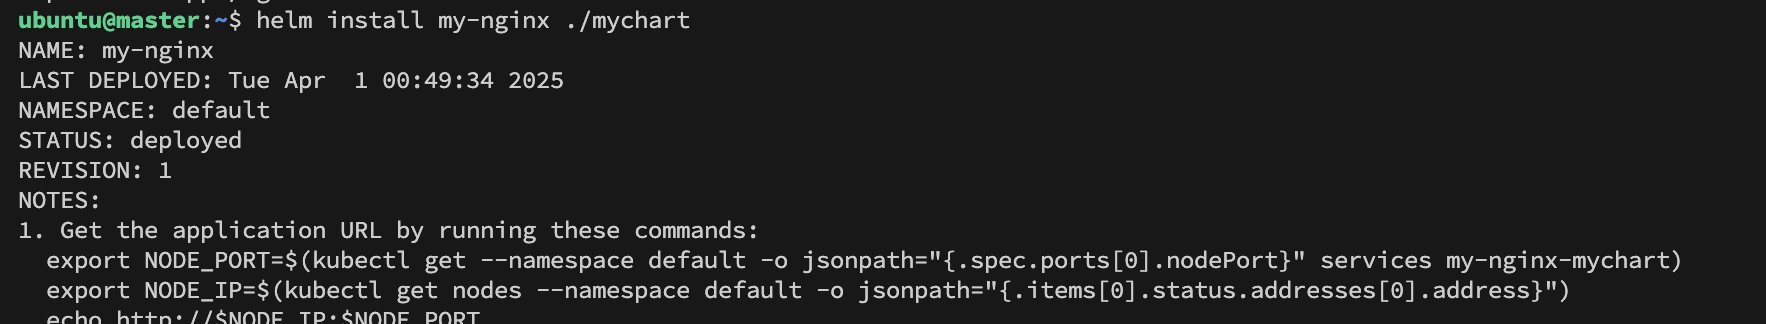 ubuntu@master:~$ helm install my-nginx ./mychart
NAME: my-nginx
LAST DEPLOYED: Tue Apr  1 00:49:34 2025
NAMESPACE: default
STATUS: deployed
REVISION: 1
NOTES:
1. Get the application URL by running these commands:
  export NODE_PORT=$(kubectl get --namespace default -o jsonpath="{.spec.ports[0].nodePort}" services my-nginx-mychart)
  export NODE_IP=$(kubectl get nodes --namespace default -o jsonpath="{.items[0].status.addresses[0].address}")
  echo http://$NODE_IP:$NODE_PORT